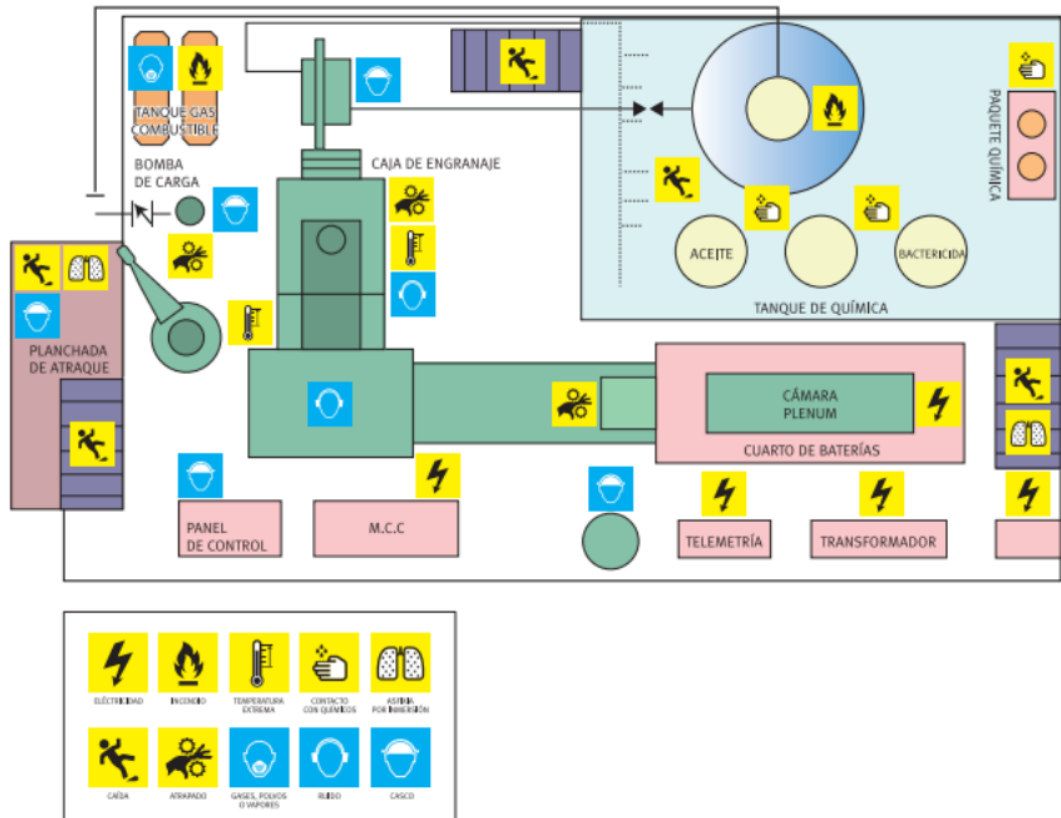 TANQUE GAS
COMBUSTIBLE
BOMBA
DE CARGA
CAJA DE ENGRANAJE
PAQUETE QUÍMICA
ACEITE
BACTERICIDA
TANQUE DE QUÍMICA
PLANCHADA
DE ATRAQUE
CÁMARA
PLENUM
CUARTO DE BATERÍAS
PANEL
DE CONTROL
M.C.C
TELEMETRÍA
TRANSFORMADOR
ELÉCTRICIDAD
INCENDIO
TEMPERATURA
EXTREMA
CONTACTO
CON QUÍMICOS
ASFIXIA
POR INMERSIÓN
CAÍDA
ATRAPADO
GASES, POLVOS
O VAPORES
RUÍDO
CASCO